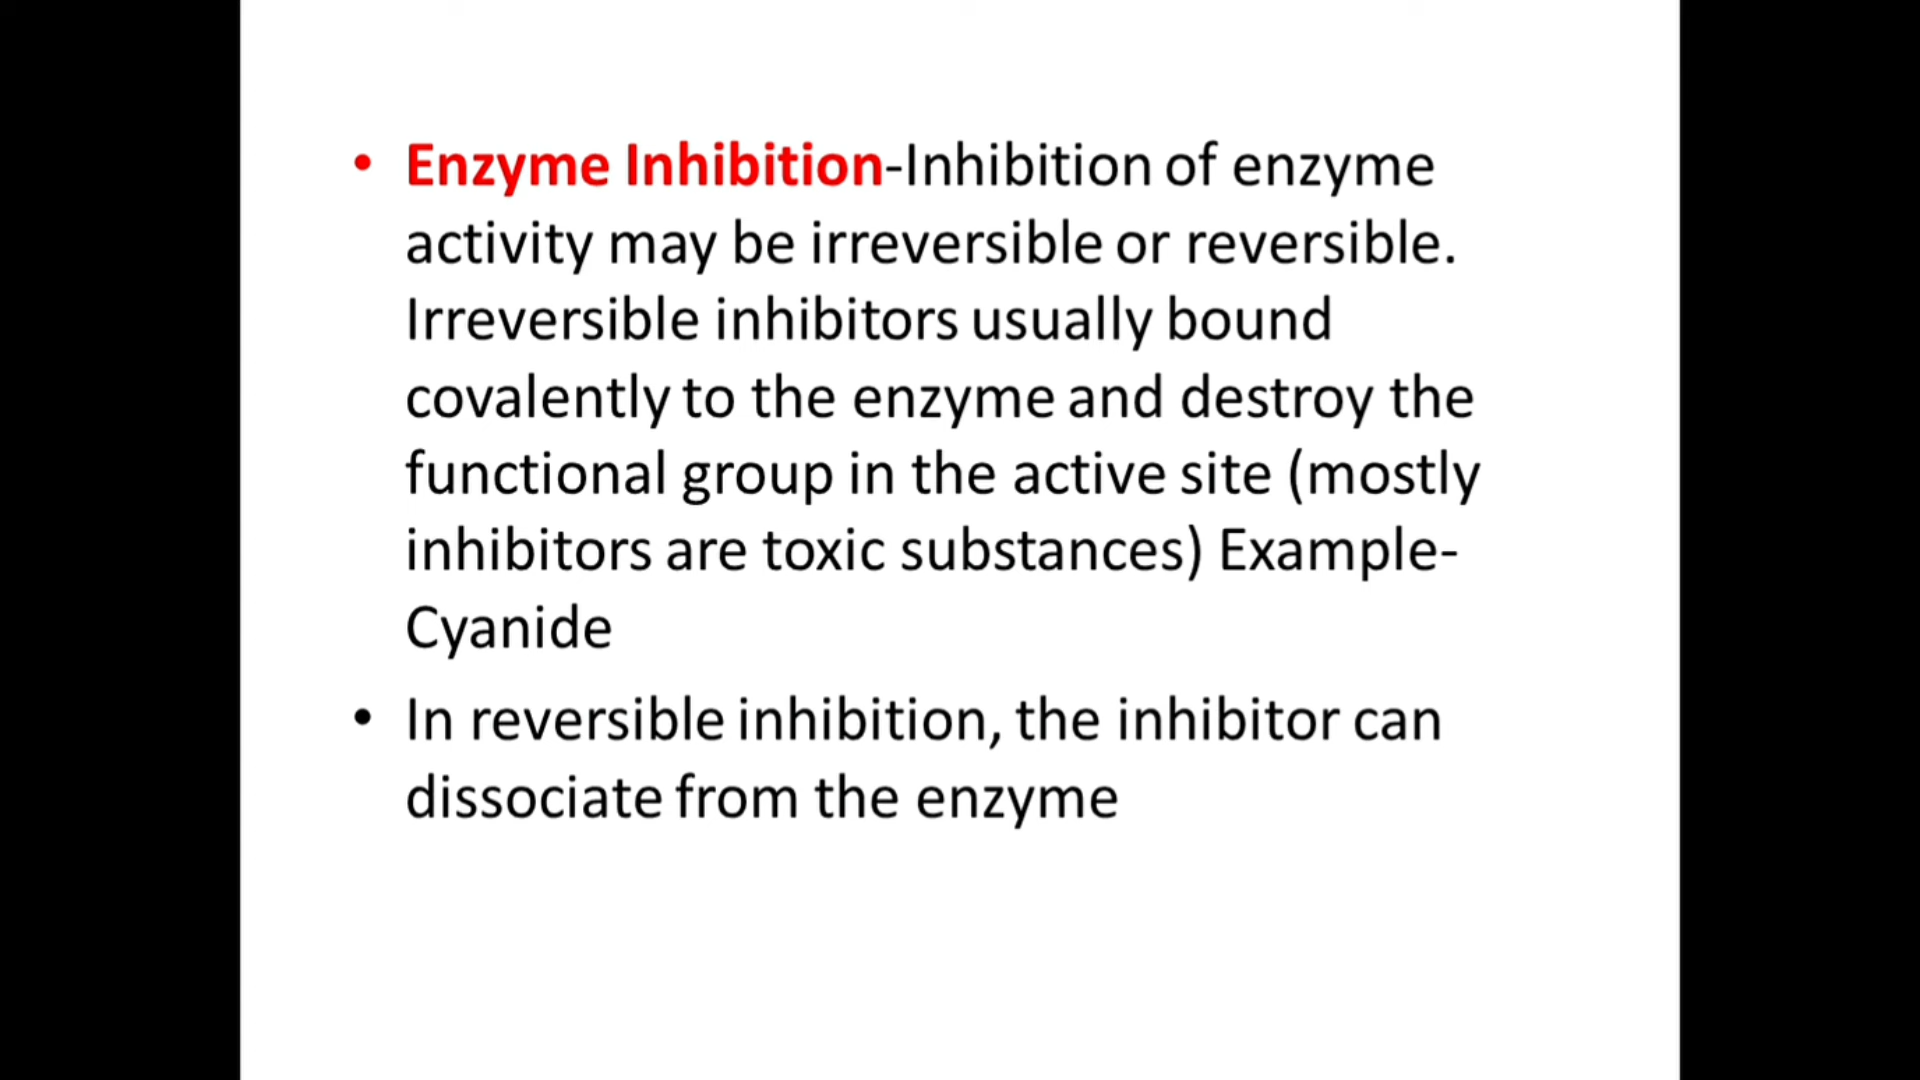 • Enzyme Inhibition-Inhibition of enzyme
activity may be irreversible or reversible.
Irreversible inhibitors usually bound
covalently to the enzyme and destroy the
functional group in the active site (mostly
inhibitors are toxic substances) Example-
Cyanide
• In reversible inhibition, the inhibitor can
dissociate from the enzyme